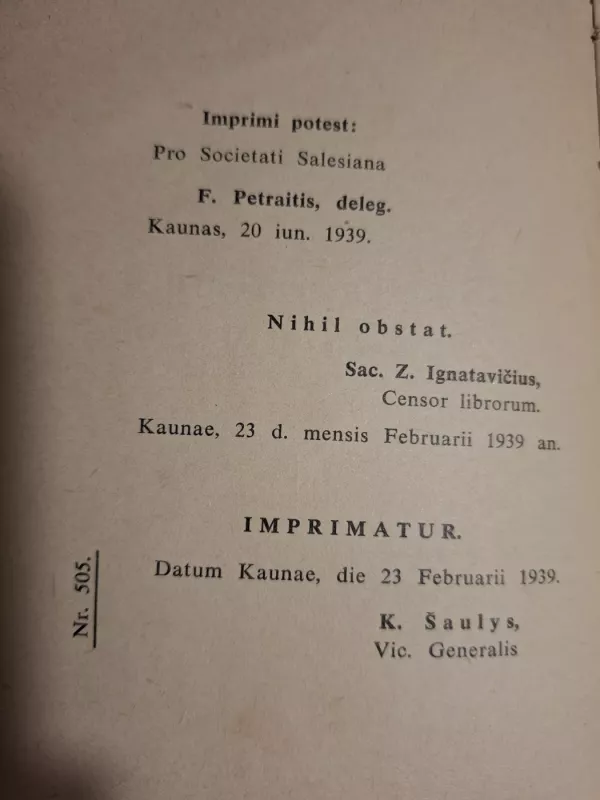 Imprimi potest:
Pro Societati Salesiana
F. Petraitis, deleg.
Kaunas, 20 iun. 1939.
Nihil obstat.
Sac. Z. Ignatavičius,
Censor librorum.
Kaunae, 23 d. mensis Februarii 1939 an.
IMPRIMATUR.
Datum Kaunae, die 23 Februarii 1939.
Nr. 505.
K. Šaulys,
Vic. Generalis